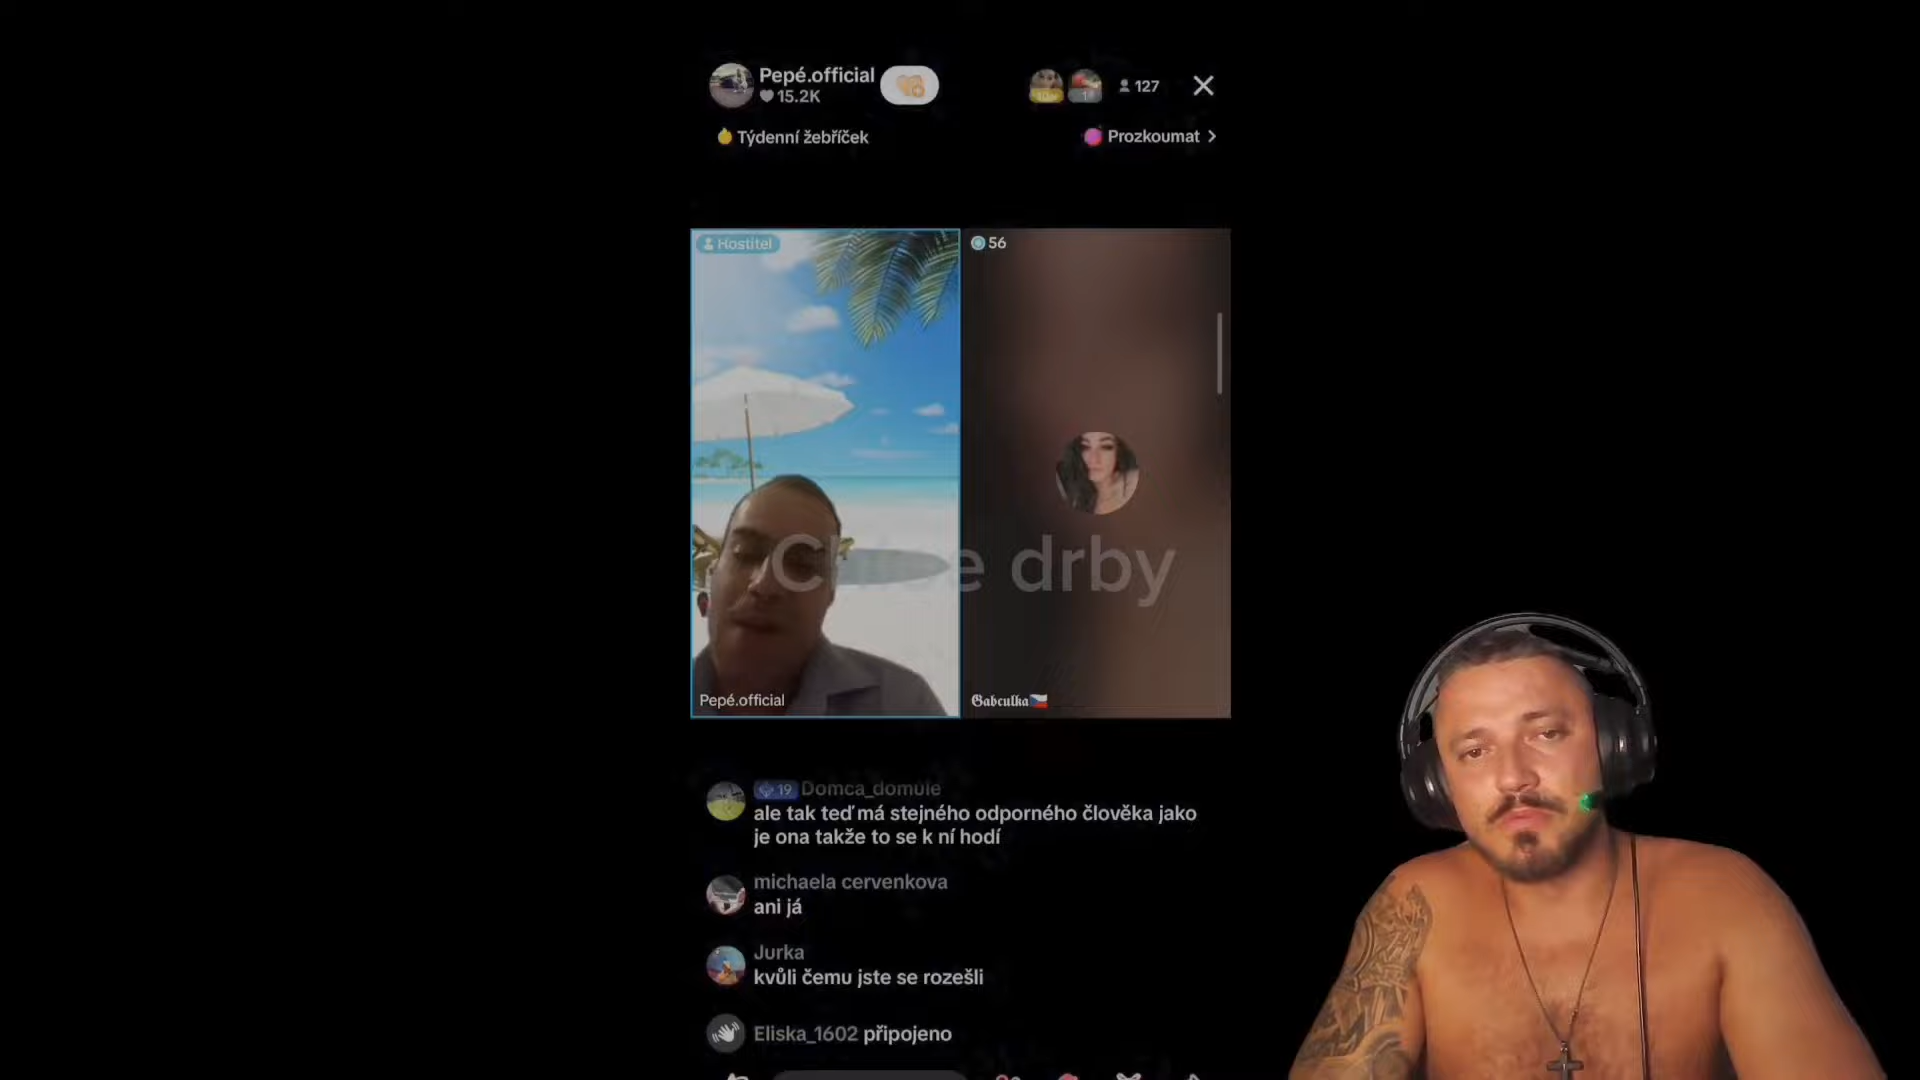 Pepé.official
15.2K
127
Týdenní žebříček
Prozkoumat
Hostitel
56
drby
Pepé.official
Gabculka
19 Domca_domule
ale tak teď má stejného odporného člověka jako
je ona takže to se k ní hodí
michaela cervenkova
ani já
Jurka
kvůli čemu jste se rozešli
Eliska_1602 připojeno